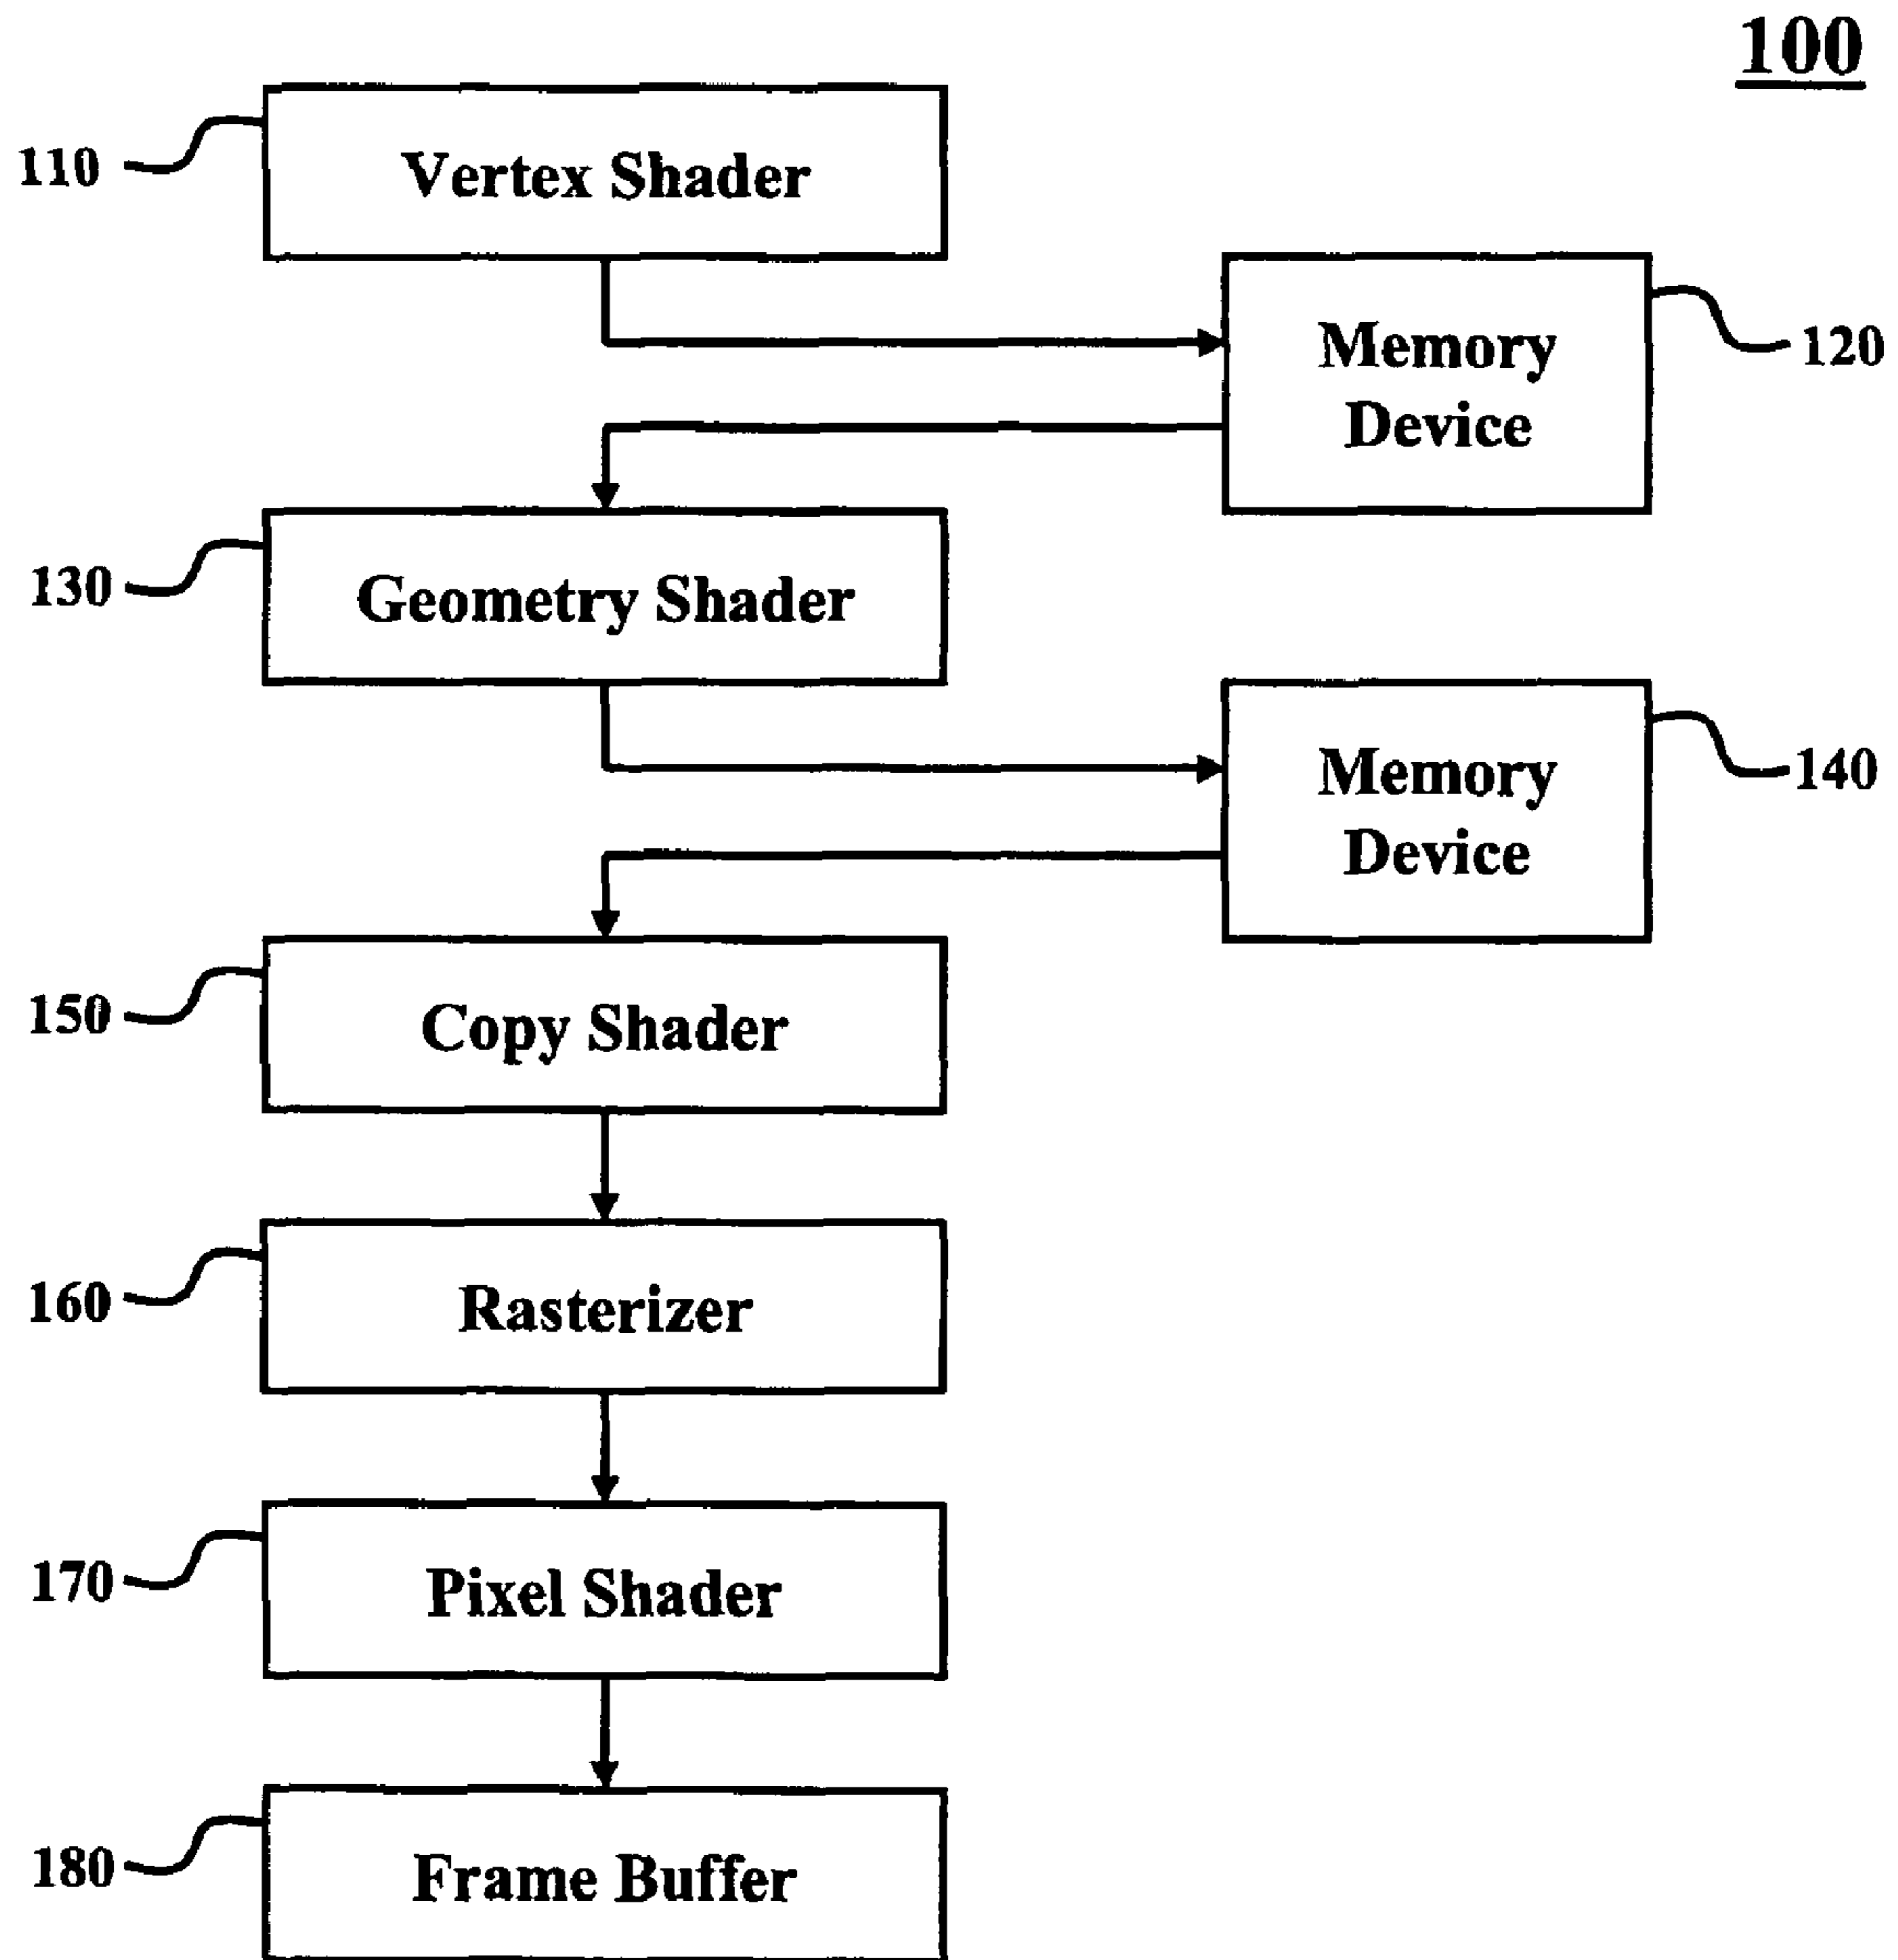 100
110
Vertex Shader
Memory
Device
120
130
Geometry Shader
Memory
Device
140
150
Copy Shader
160
Rasterizer
170
Pixel Shader
180
Frame Buffer